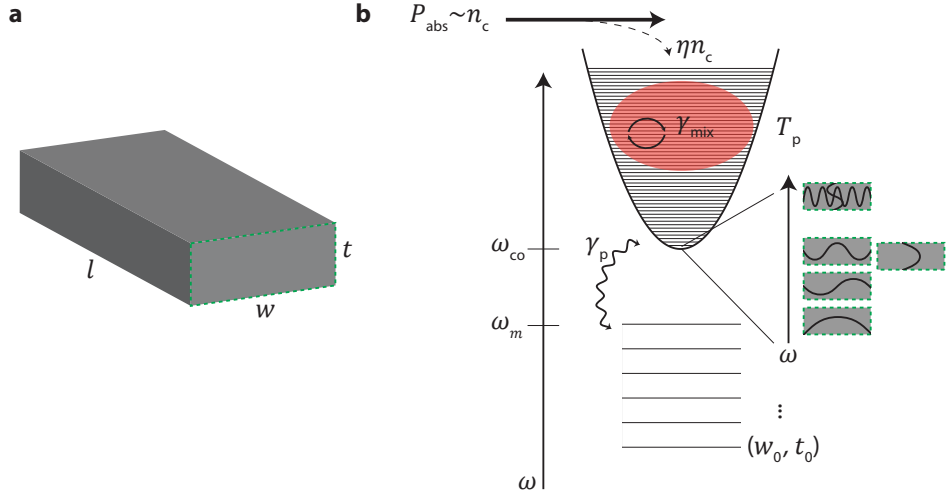 a
l
w
t
b
P_abs~n_c
ηn_c
γ_mix
T_p
ω_co
γ_p
ω_m
ω
ω
⋮
(w_0, t_0)